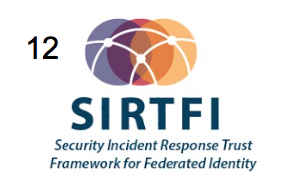 12
SIRTFI
Security Incident Response Trust
Framework for Federated Identity